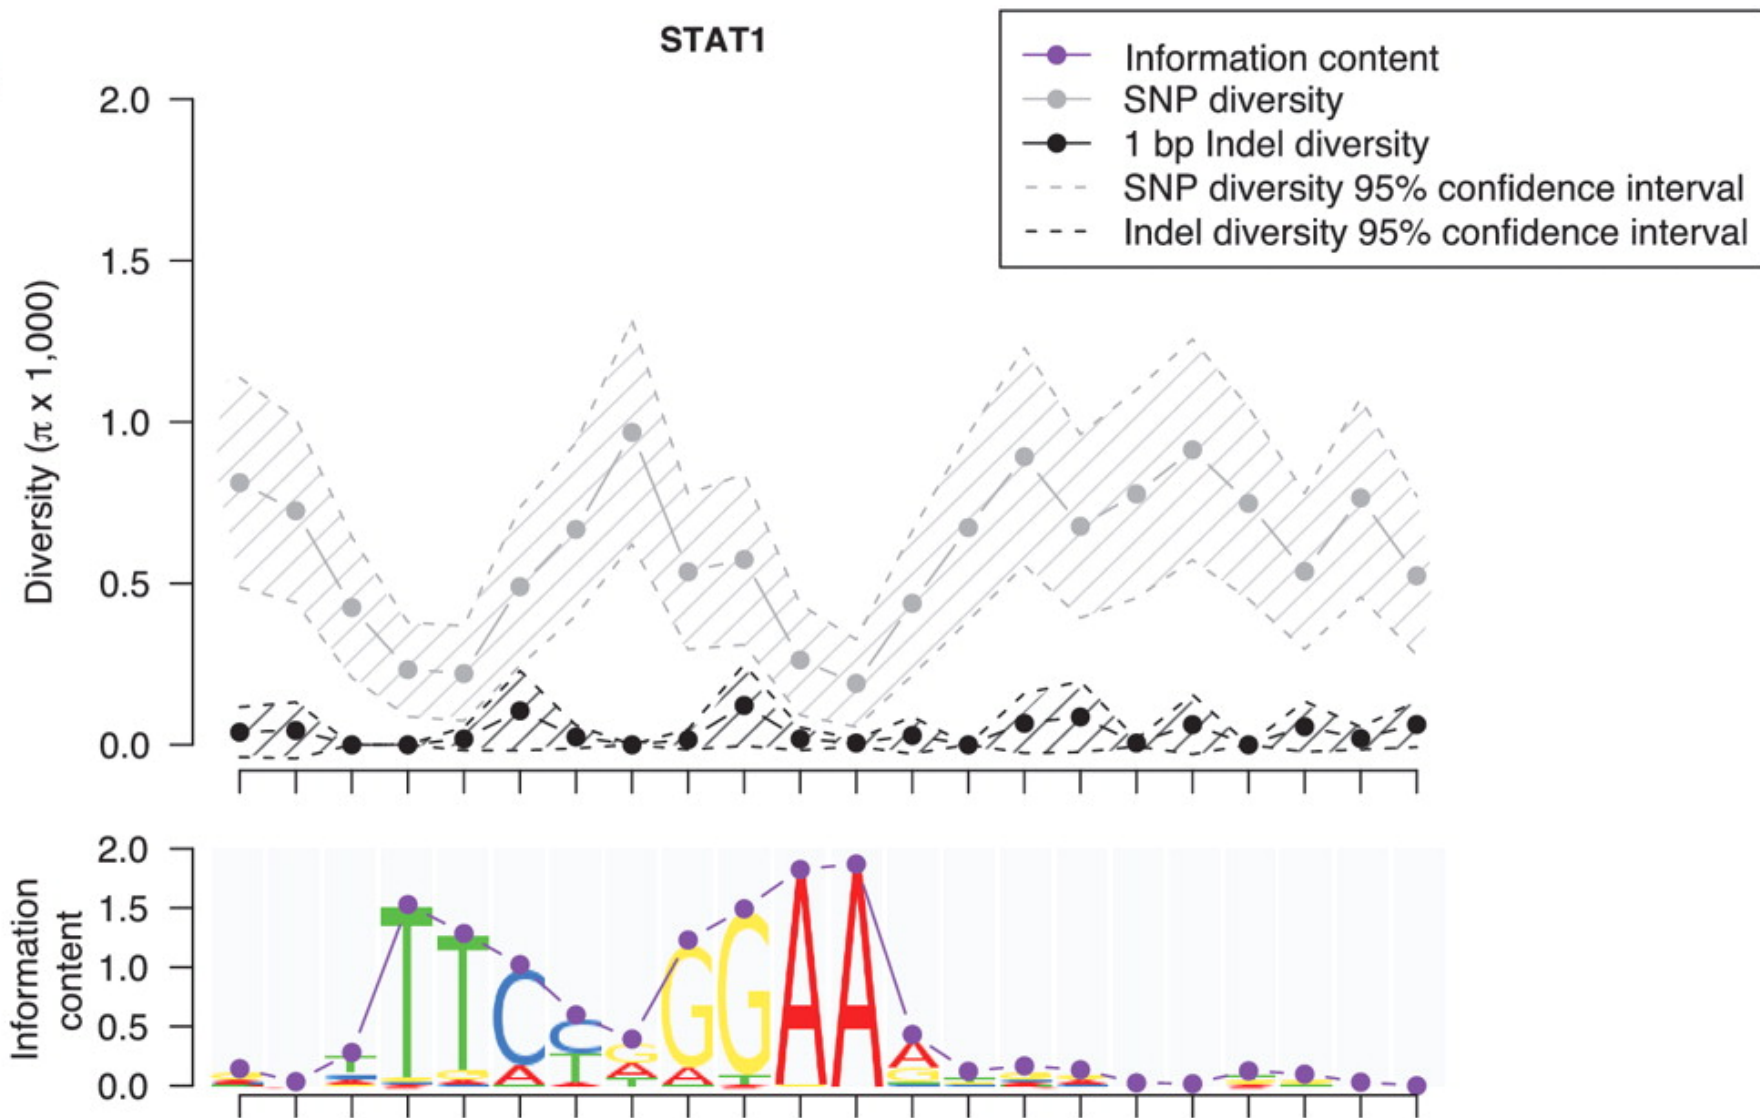 STAT1
Information content
SNP diversity
1 bp Indel diversity
SNP diversity 95% confidence interval
Indel diversity 95% confidence interval
Diversity (π x 1,000)
2.0
1.5
1.0
0.5
0.0
Information
content
2.0
1.5
1.0
0.5
0.0
T T C C G G G A A A